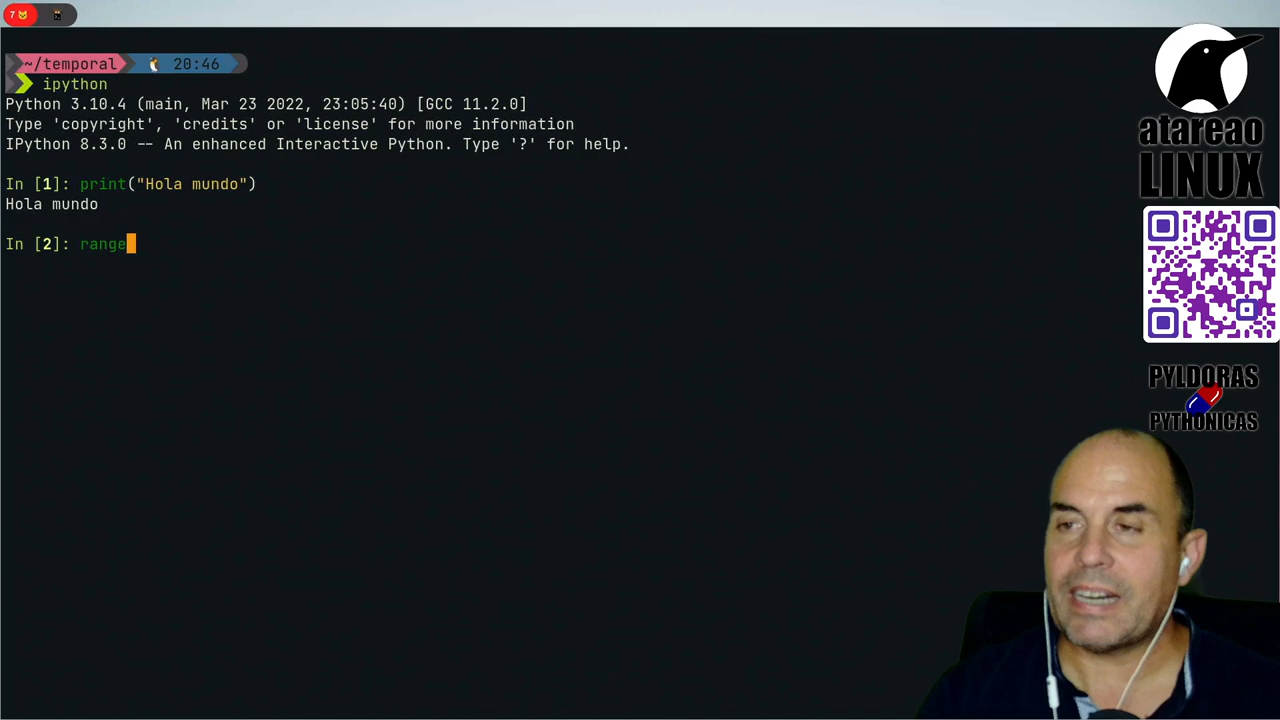 7
~/temporal 20:46
ipython
Python 3.10.4 (main, Mar 23 2022, 23:05:40) [GCC 11.2.0]
Type 'copyright', 'credits' or 'license' for more information
IPython 8.3.0 -- An enhanced Interactive Python. Type '?' for help.
In [1]: print("Hola mundo")
Hola mundo
In [2]: range
atareao
LINUX
PYLDORAS
PYTHONICAS